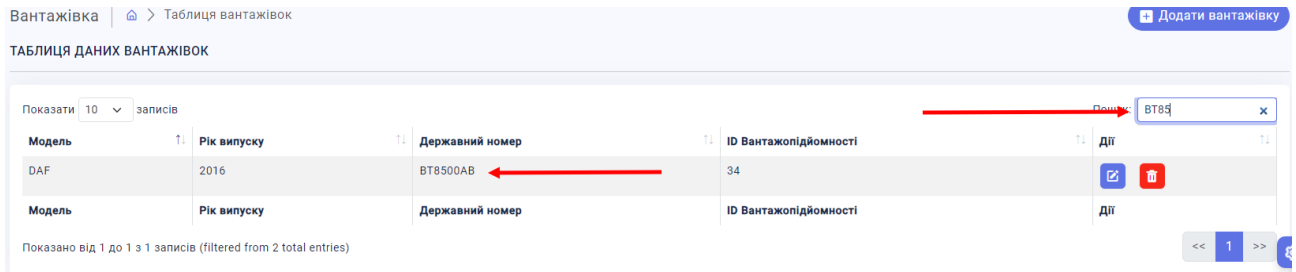 Вантажівка > Таблиця вантажівок
Додати вантажівку
ТАБЛИЦЯ ДАНИХ ВАНТАЖІВОК
Показати 10 записів Пошук: BT85
Модель Рік випуску Державний номер ID Вантажопідйомності Дії
DAF 2016 BT8500AB 34
Модель Рік випуску Державний номер ID Вантажопідйомності Дії
Показано від 1 до 1 з 1 записів (filtered from 2 total entries) << 1 >>